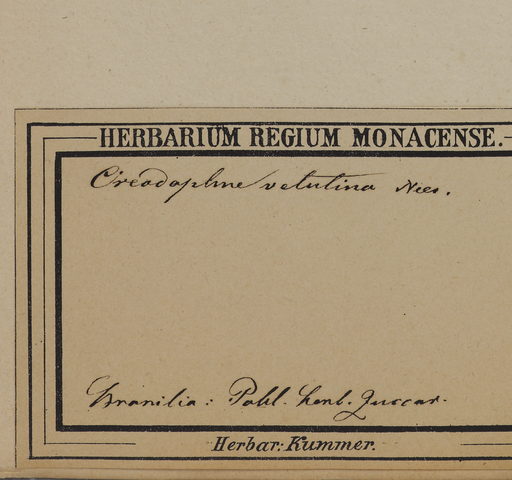 HERBARIUM REGIUM MONACENSE.
Oreodaphne velutina Nees.
Brasilia: Pohl. herb. Zuccar.
Herbar: Kummer.